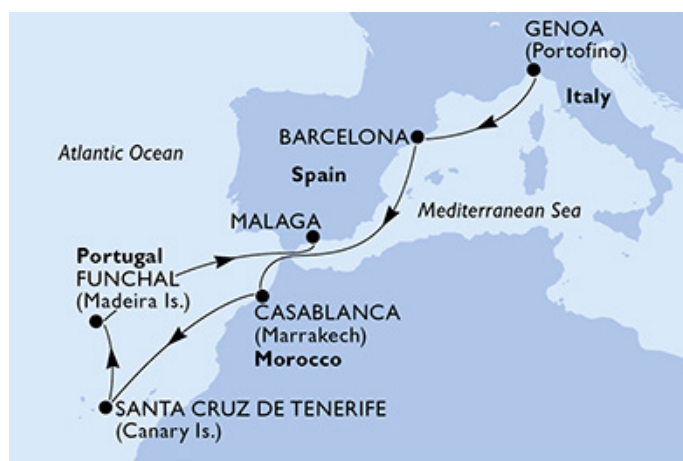 GENOA
(Portofino)
Italy
BARCELONA
Atlantic Ocean
Spain
Mediterranean Sea
MALAGA
Portugal
FUNCHAL
(Madeira Is.)
CASABLANCA
(Marrakech)
Morocco
SANTA CRUZ DE TENERIFE
(Canary Is.)